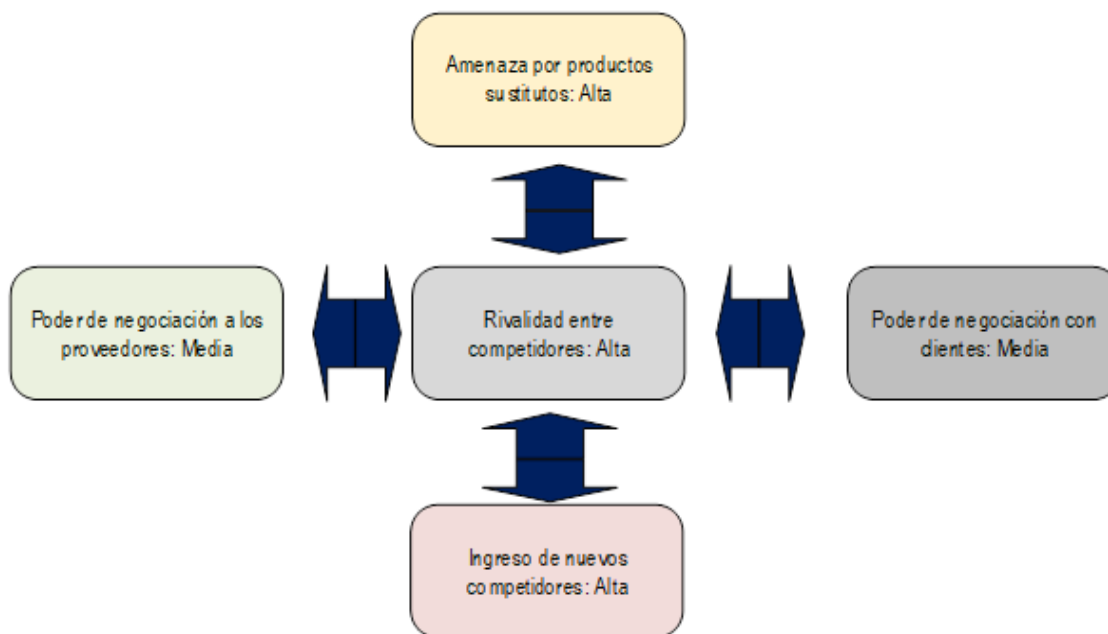 Amenaza por productos
sustitutos: Alta
Poder de negociación a los
proveedores: Media
Rivalidad entre
competidores: Alta
Poder de negociación con
clientes: Media
Ingreso de nuevos
competidores: Alta